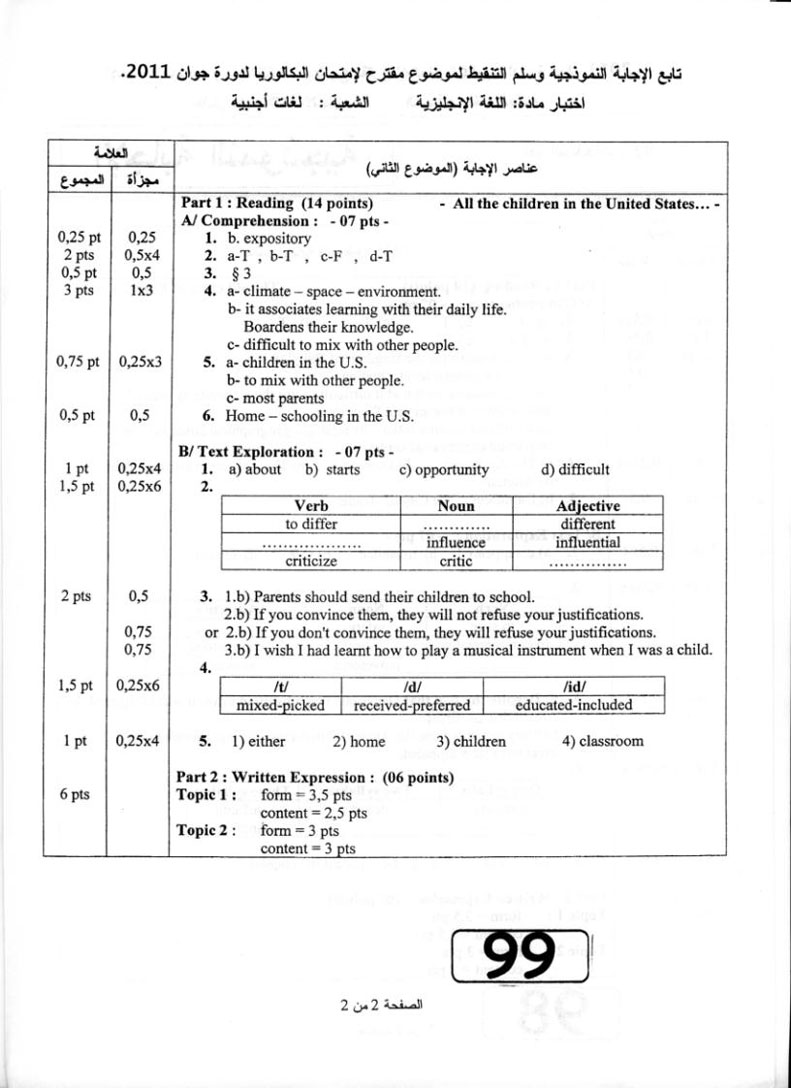 تابع الإجابة النموذجية وسلم التنقيط لموضوع مقترح لإمتحان البكالوريا لدورة جوان 2011.
اختبار مادة: اللغة الإنجليزية الشعبة : لغات أجنبية
العلامة
عناصر الإجابة (الموضوع الثاني)
المجموع مجزأة
Part 1 : Reading (14 points) - All the children in the United States... -
A/ Comprehension : - 07 pts -
0,25 pt 0,25 1. b. expository
2 pts 0,5x4 2. a-T , b-T , c-F , d-T
0,5 pt 0,5 3. § 3
3 pts 1x3 4. a- climate – space – environment.
b- it associates learning with their daily life.
Boardens their knowledge.
c- difficult to mix with other people.
0,75 pt 0,25x3 5. a- children in the U.S.
b- to mix with other people.
c- most parents
0,5 pt 0,5 6. Home – schooling in the U.S.
B/ Text Exploration : - 07 pts -
1 pt 0,25x4 1. a) about b) starts c) opportunity d) difficult
1,5 pt 0,25x6 2.
Verb Noun Adjective
to differ ............. different
................... influence influential
criticize critic ...............
2 pts 0,5 3. 1.b) Parents should send their children to school.
2.b) If you convince them, they will not refuse your justifications.
0,75 or 2.b) If you don't convince them, they will refuse your justifications.
0,75 3.b) I wish I had learnt how to play a musical instrument when I was a child.
4.
1,5 pt 0,25x6 /t/ /d/ /id/
mixed-picked received-preferred educated-included
1 pt 0,25x4 5. 1) either 2) home 3) children 4) classroom
Part 2 : Written Expression : (06 points)
6 pts Topic 1 : form = 3,5 pts
content = 2,5 pts
Topic 2 : form = 3 pts
content = 3 pts
99
الصفحة 2 من 2